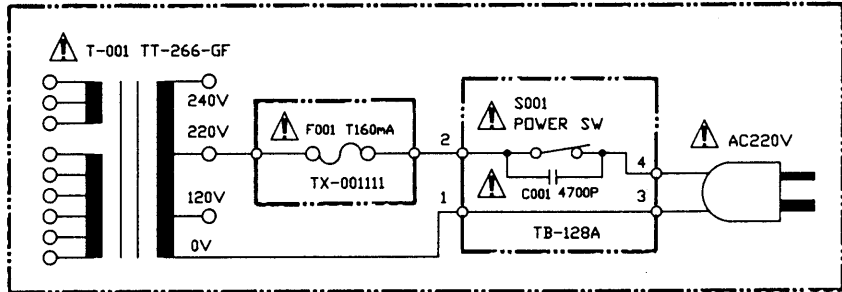 T-001 TT-266-GF
240V
220V
120V
0V
F001 T160mA
TX-001111
2
1
S001
POWER SW
C001 4700P
4
3
TB-128A
AC220V